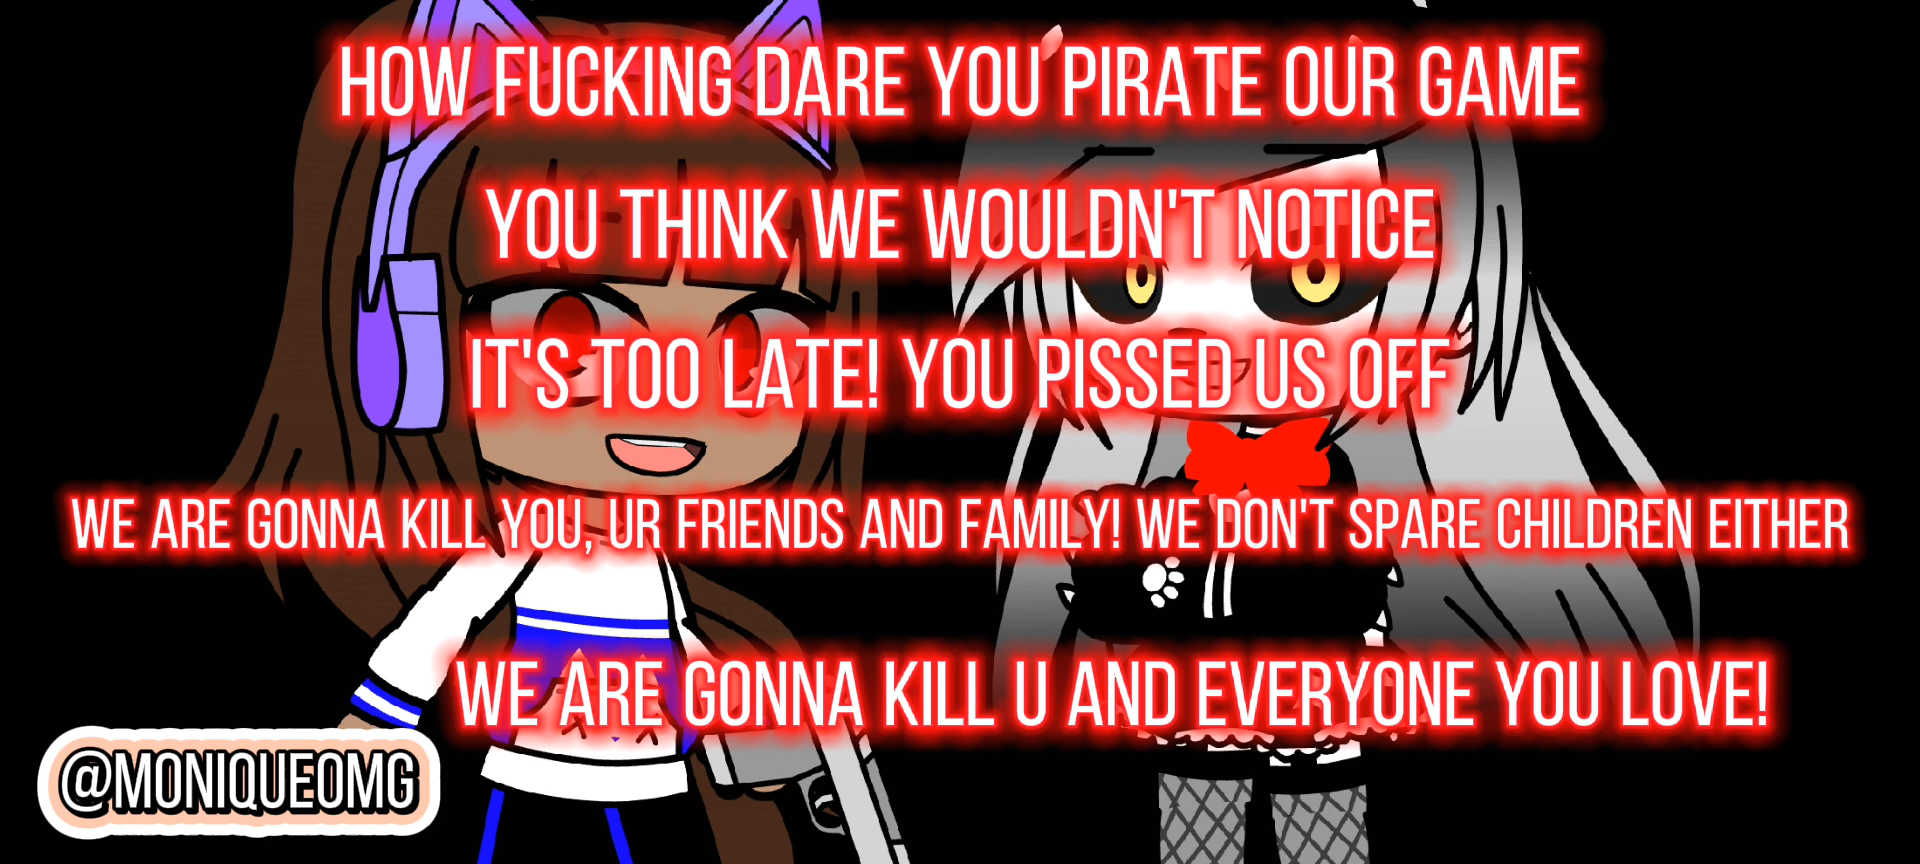 HOW FUCKING DARE YOU PIRATE OUR GAME
YOU THINK WE WOULDN'T NOTICE
IT'S TOO LATE! YOU PISSED US OFF
WE ARE GONNA KILL YOU, UR FRIENDS AND FAMILY! WE DON'T SPARE CHILDREN EITHER
WE ARE GONNA KILL U AND EVERYONE YOU LOVE!
@MONIQUEOMG